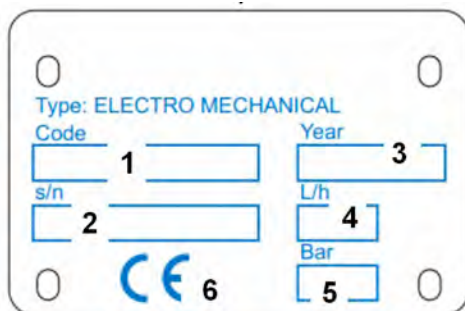 Type: ELECTRO MECHANICAL
Code Year
1 3
s/n L/h
2 4
Bar
CE 6 5